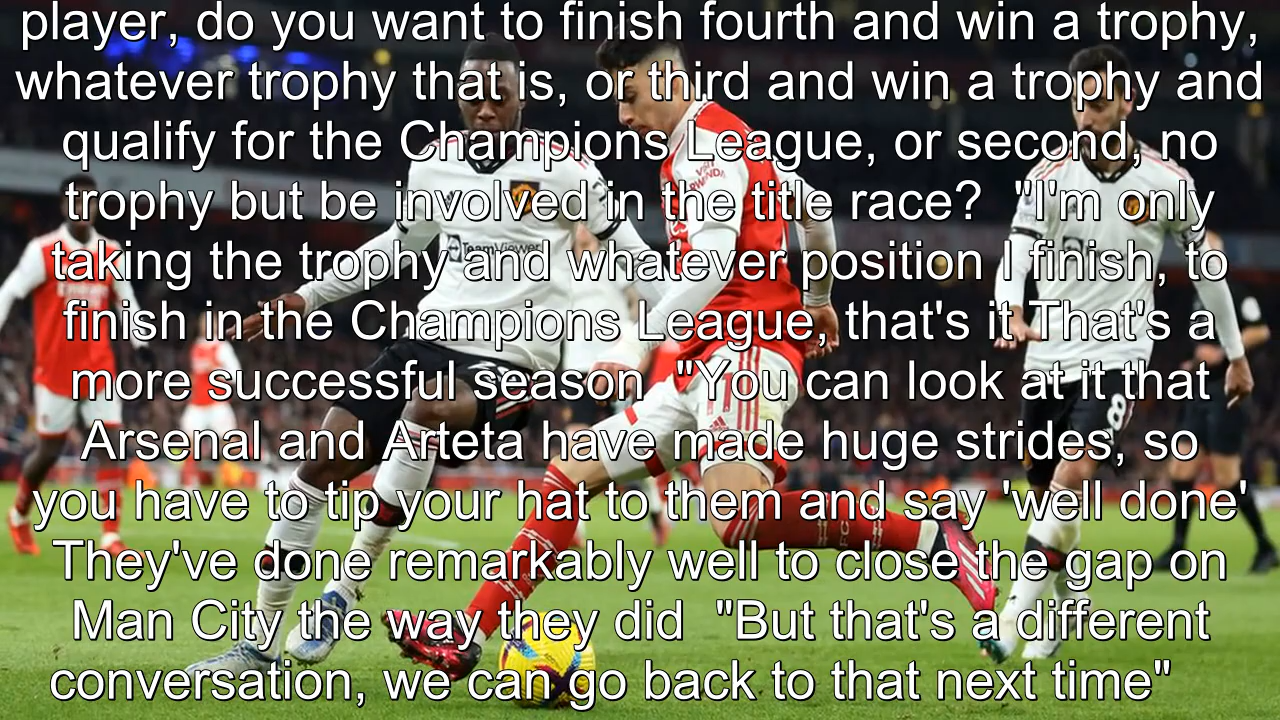 player, do you want to finish fourth and win a trophy,
whatever trophy that is, or third and win a trophy and
qualify for the Champions League, or second, no
trophy but be involved in the title race?  "I'm only
taking the trophy and whatever position I finish, to
finish in the Champions League, that's it That's a
more successful season  "You can look at it that
Arsenal and Arteta have made huge strides, so
you have to tip your hat to them and say 'well done'
They've done remarkably well to close the gap on
Man City the way they did  "But that's a different
conversation, we can go back to that next time"
TeamViewer
8